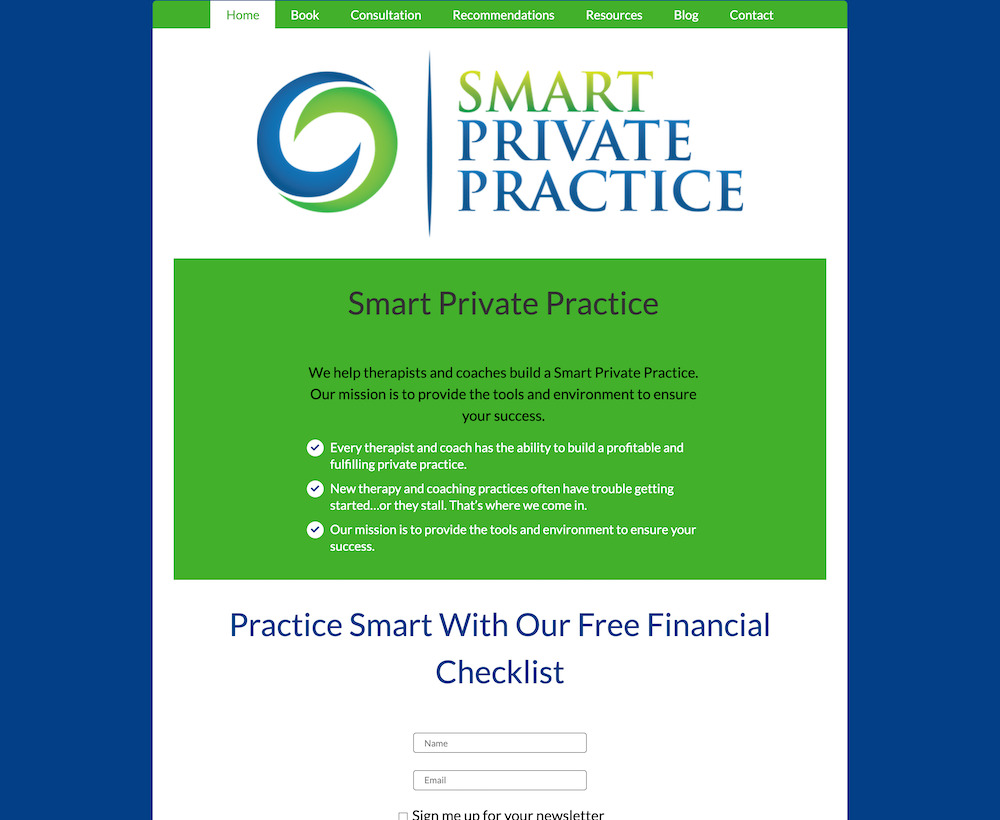 Home Book Consultation Recommendations Resources Blog Contact
SMART
PRIVATE
PRACTICE
Smart Private Practice
We help therapists and coaches build a Smart Private Practice.
Our mission is to provide the tools and environment to ensure
your success.
Every therapist and coach has the ability to build a profitable and
fulfilling private practice.
New therapy and coaching practices often have trouble getting
started...or they stall. That's where we come in.
Our mission is to provide the tools and environment to ensure your
success.
Practice Smart With Our Free Financial
Checklist
Name
Email
Sign me up for your newsletter